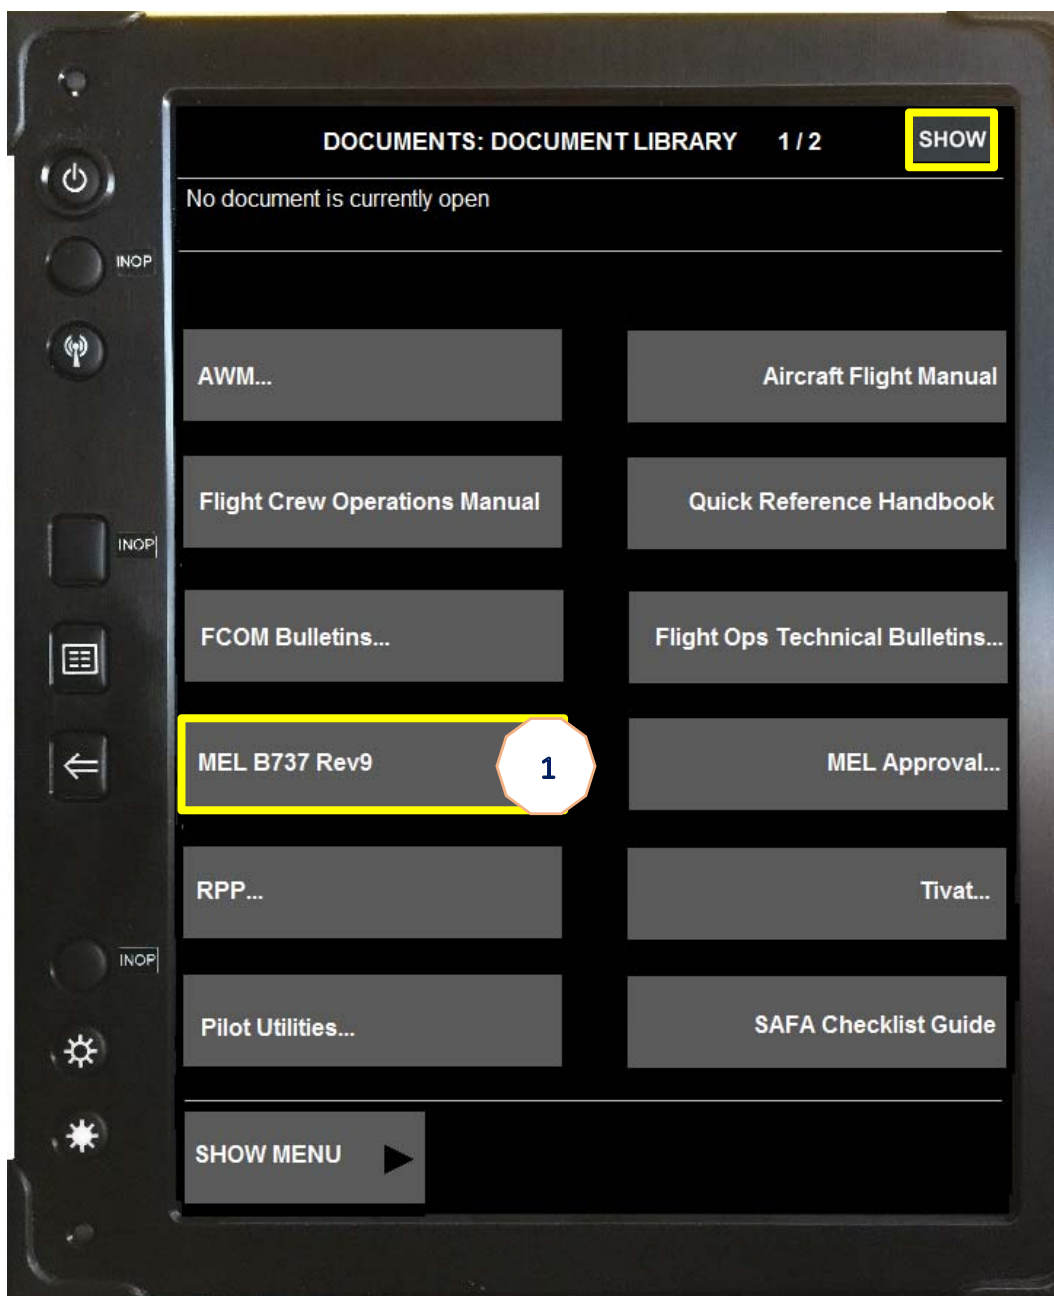 DOCUMENTS: DOCUMENT LIBRARY 1 / 2 SHOW
No document is currently open
INOP
AWM... Aircraft Flight Manual
Flight Crew Operations Manual Quick Reference Handbook
INOP
FCOM Bulletins... Flight Ops Technical Bulletins...
MEL B737 Rev9 1 MEL Approval...
RPP... Tivat...
INOP
Pilot Utilities... SAFA Checklist Guide
SHOW MENU